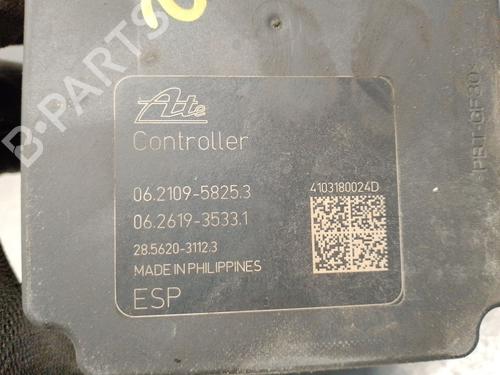 Ate
Controller
06.2109-5825.3
4103180024D
06.2619-3533.1
28.5620-3112.3
MADE IN PHILIPPINES
ESP
PBT-GF30
B-PARTS
B-PARTS